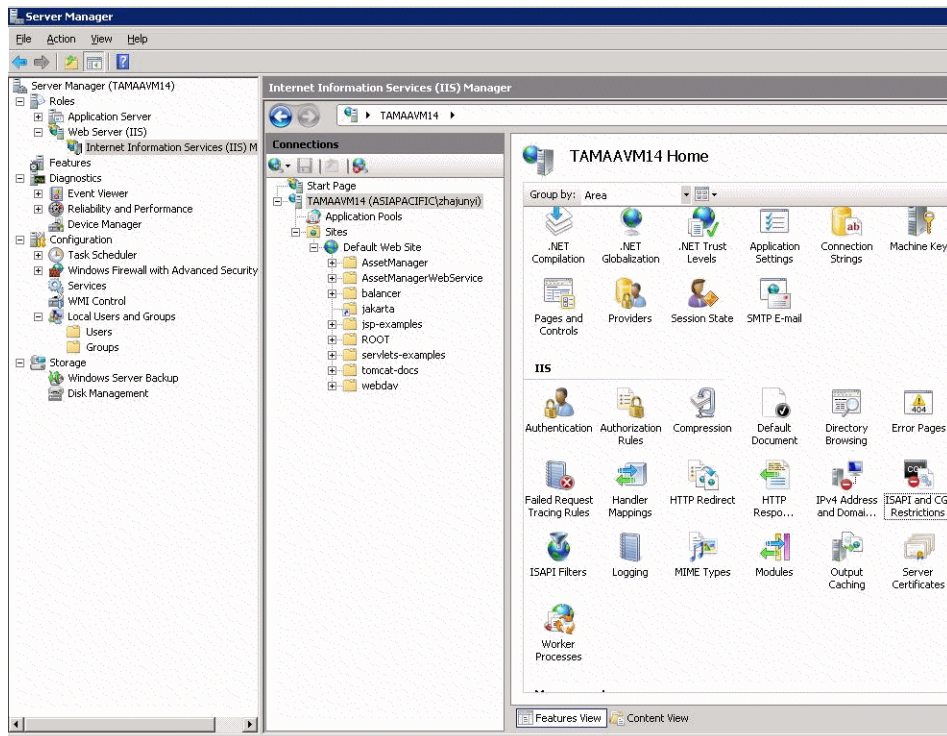 Server Manager
File Action View Help
Server Manager (TAMAAVM14)
Roles
Application Server
Web Server (IIS)
Internet Information Services (IIS) M
Features
Diagnostics
Event Viewer
Reliability and Performance
Device Manager
Configuration
Task Scheduler
Windows Firewall with Advanced Security
Services
WMI Control
Local Users and Groups
Users
Groups
Storage
Windows Server Backup
Disk Management
Internet Information Services (IIS) Manager
TAMAAVM14
Connections
Start Page
TAMAAVM14 (ASIAPACIFIC\zhajunyi)
Application Pools
Sites
Default Web Site
AssetManager
AssetManagerWebService
balancer
jakarta
jsp-examples
ROOT
servlets-examples
tomcat-docs
webdav
TAMAAVM14 Home
Group by: Area
.NET Compilation
.NET Globalization
.NET Trust Levels
Application Settings
Connection Strings
Machine Key
Pages and Controls
Providers
Session State
SMTP E-mail
IIS
Authentication
Authorization Rules
Compression
Default Document
Directory Browsing
Error Pages
Failed Request Tracing Rules
Handler Mappings
HTTP Redirect
HTTP Respo...
IPv4 Address and Domai...
ISAPI and CG Restrictions
ISAPI Filters
Logging
MIME Types
Modules
Output Caching
Server Certificates
Worker Processes
Features View
Content View